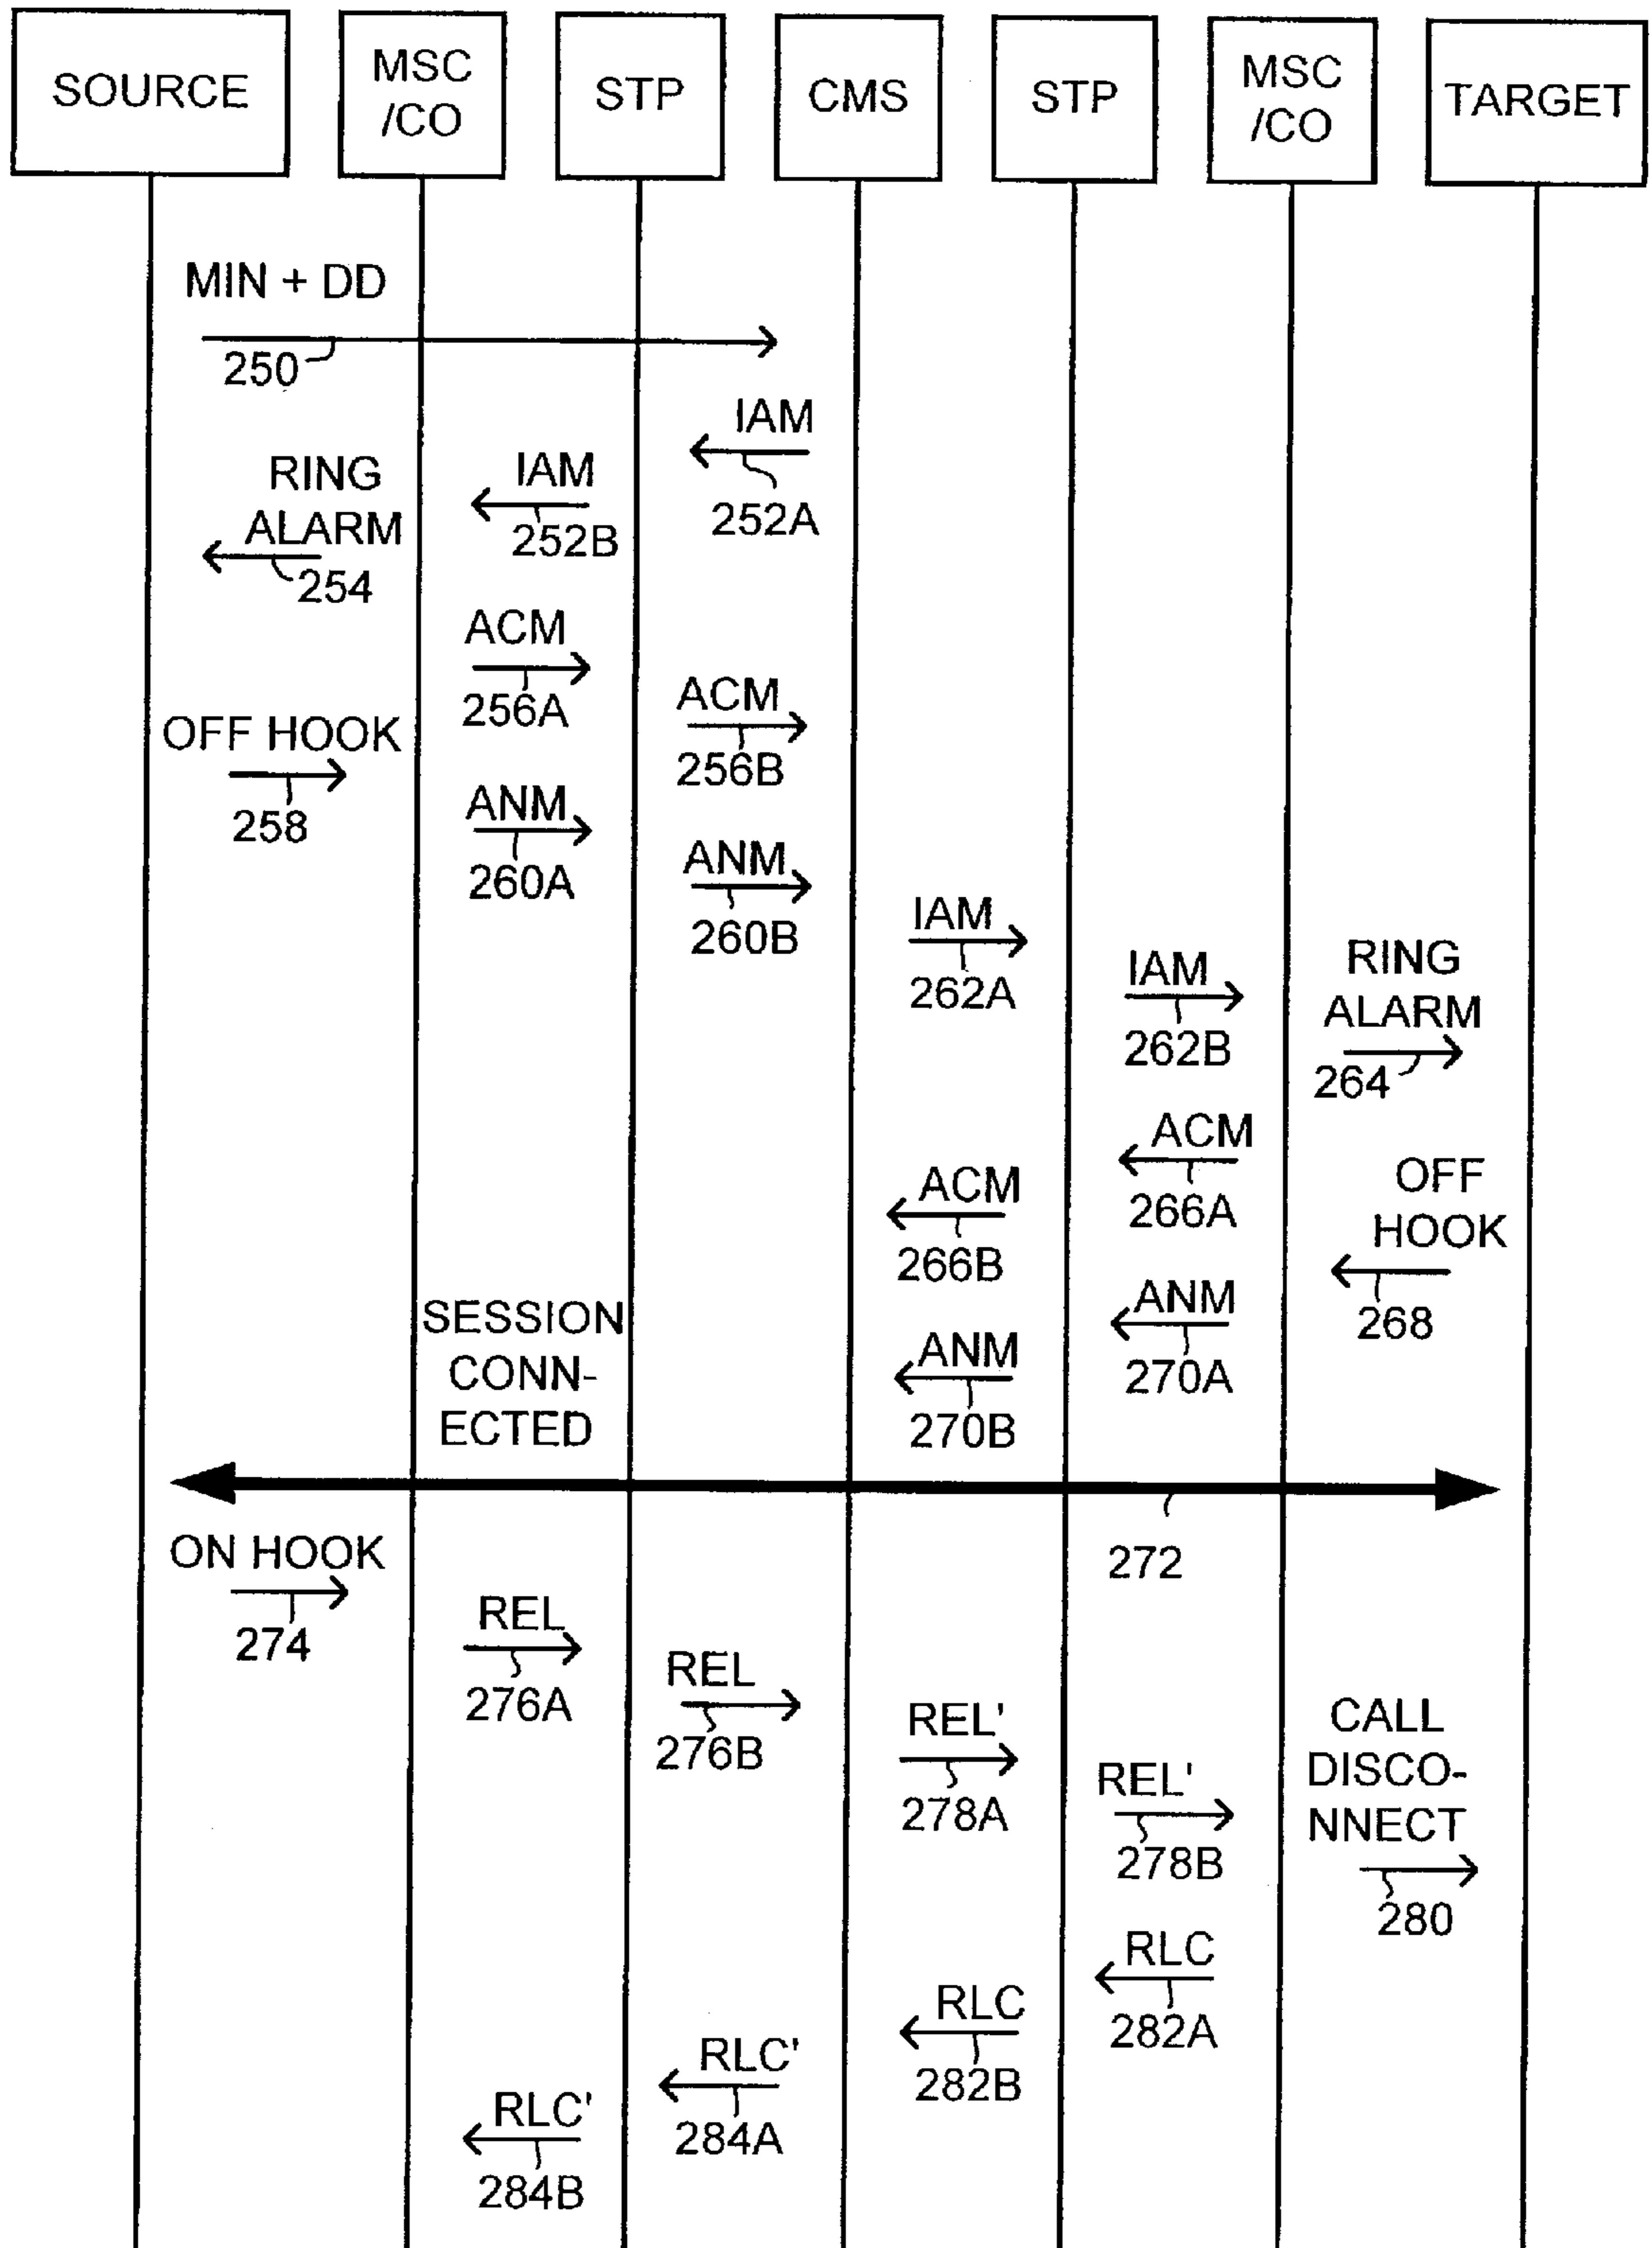 SOURCE
MSC
/CO
STP
CMS
STP
MSC
/CO
TARGET
MIN + DD
250
IAM
252A
IAM
252B
RING
ALARM
254
ACM
256A
ACM
256B
OFF HOOK
258
ANM
260A
ANM
260B
IAM
262A
IAM
262B
RING
ALARM
264
ACM
266A
ACM
266B
OFF
HOOK
268
ANM
270A
ANM
270B
SESSION
CONN-
ECTED
272
ON HOOK
274
REL
276A
REL
276B
REL'
278A
REL'
278B
CALL
DISCO-
NNECT
280
RLC
282A
RLC
282B
RLC'
284A
RLC'
284B